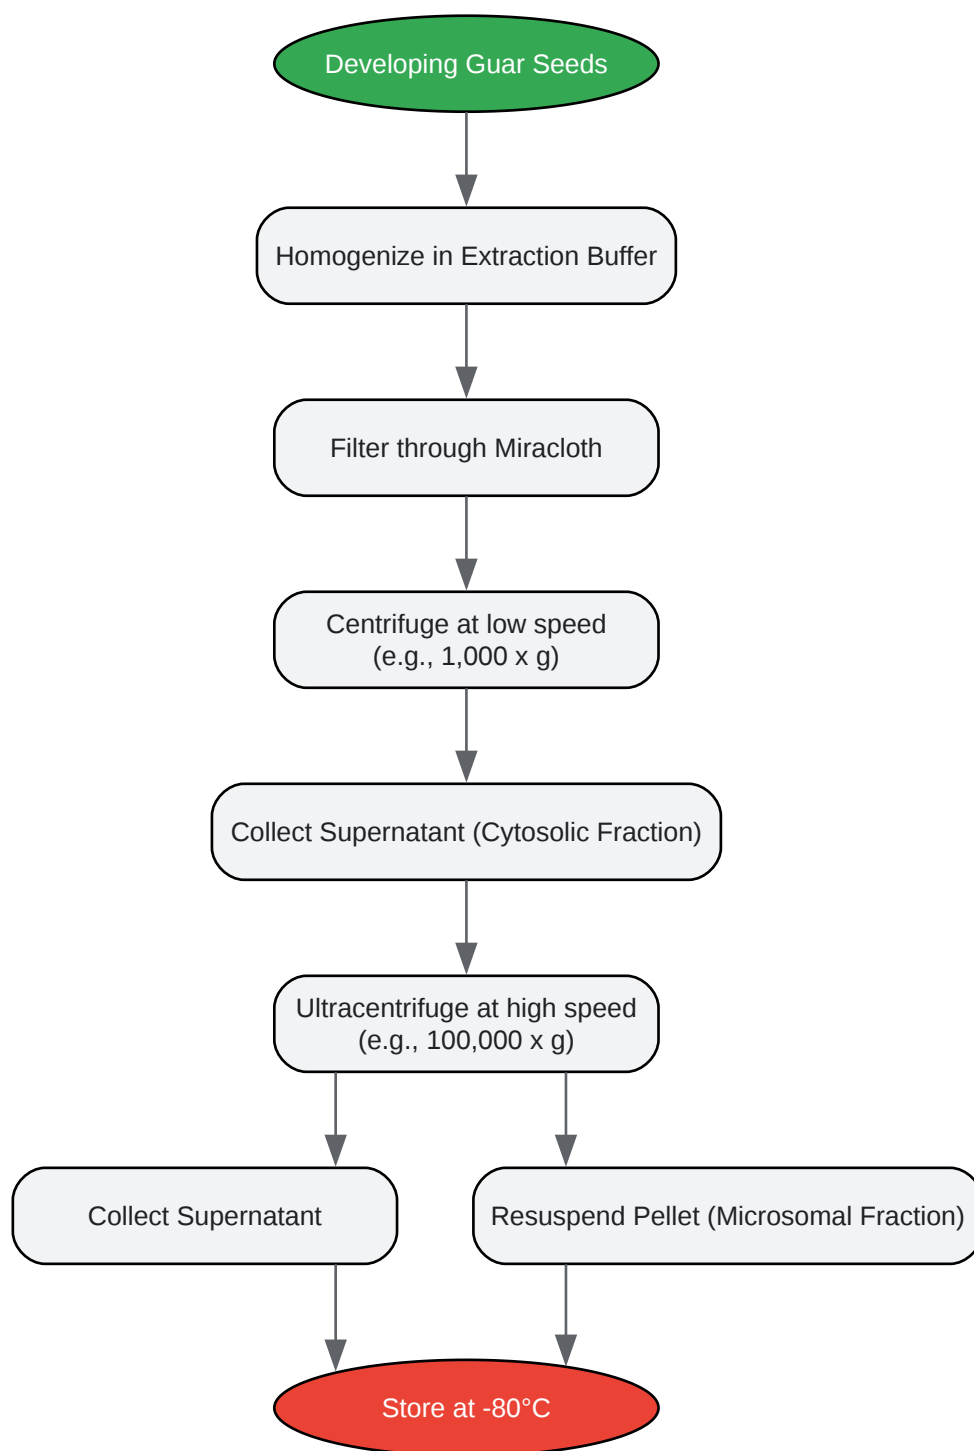 Developing Guar Seeds
Homogenize in Extraction Buffer
Filter through Miracloth
Centrifuge at low speed
(e.g., 1,000 x g)
Collect Supernatant (Cytosolic Fraction)
Ultracentrifuge at high speed
(e.g., 100,000 x g)
Collect Supernatant
Resuspend Pellet (Microsomal Fraction)
Store at -80°C